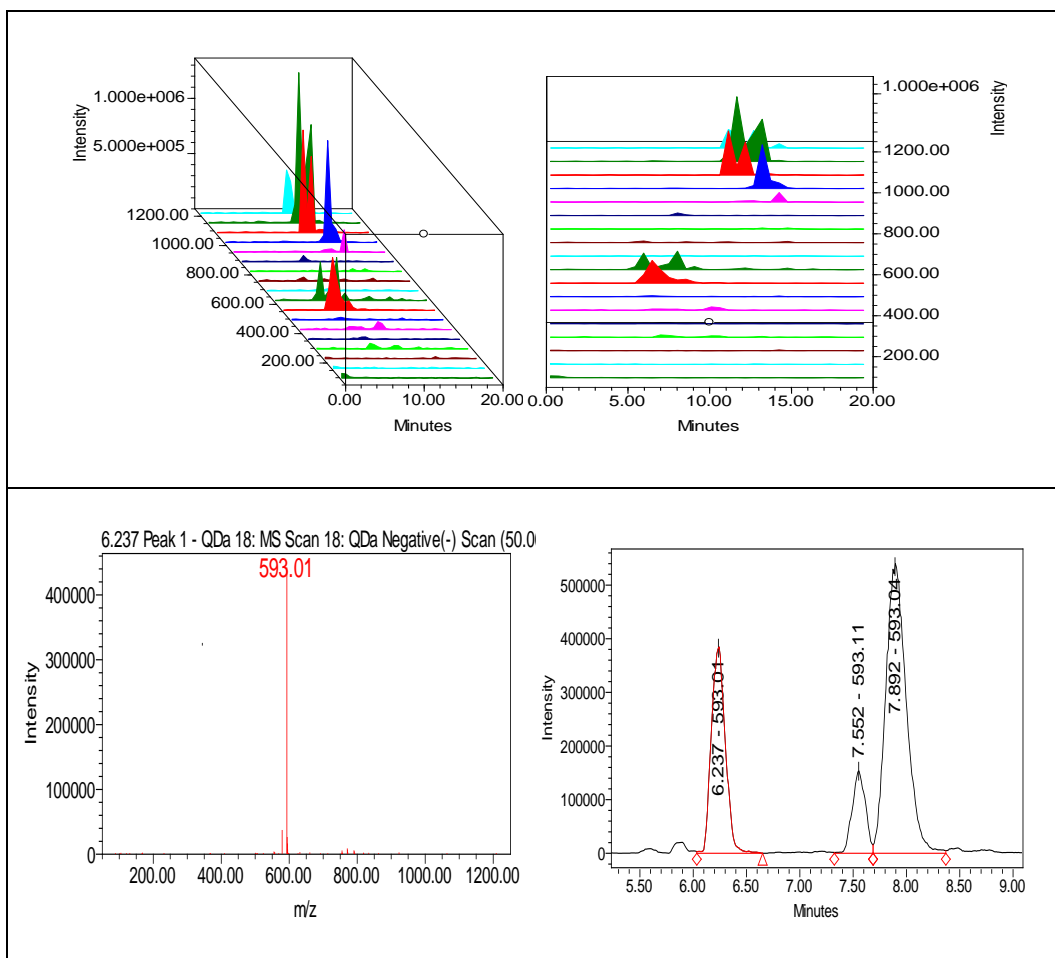 1.000e+006
5.000e+005
Intensity
1200.00
1000.00
800.00
600.00
400.00
200.00
0.00 10.00 20.00
Minutes
1.000e+006
Intensity
1200.00
1000.00
800.00
600.00
400.00
200.00
0.00 5.00 10.00 15.00 20.00
Minutes
6.237 Peak 1 - QDa 18: MS Scan 18: QDa Negative(-) Scan (50.0
593.01
400000
300000
200000
100000
0
Intensity
200.00 400.00 600.00 800.00 1000.00 1200.00
m/z
500000
400000
300000
200000
100000
0
Intensity
6.237 - 593.01
7.552 - 593.11
7.892 - 593.04
5.50 6.00 6.50 7.00 7.50 8.00 8.50 9.00
Minutes